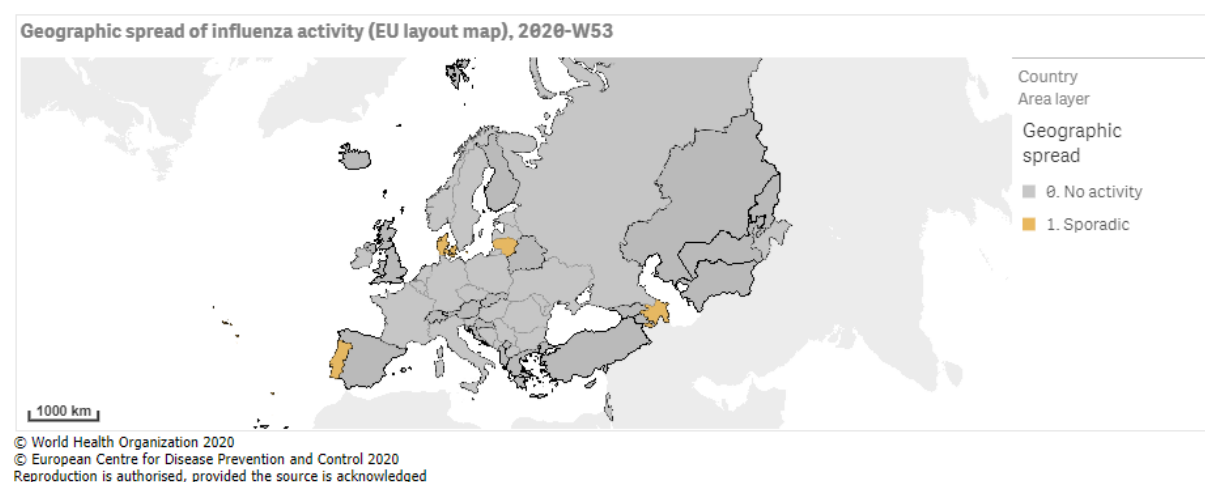 Geographic spread of influenza activity (EU layout map), 2020-W53
Country
Area layer
Geographic
spread
0. No activity
1. Sporadic
1000 km
© World Health Organization 2020
© European Centre for Disease Prevention and Control 2020
Reproduction is authorised, provided the source is acknowledged